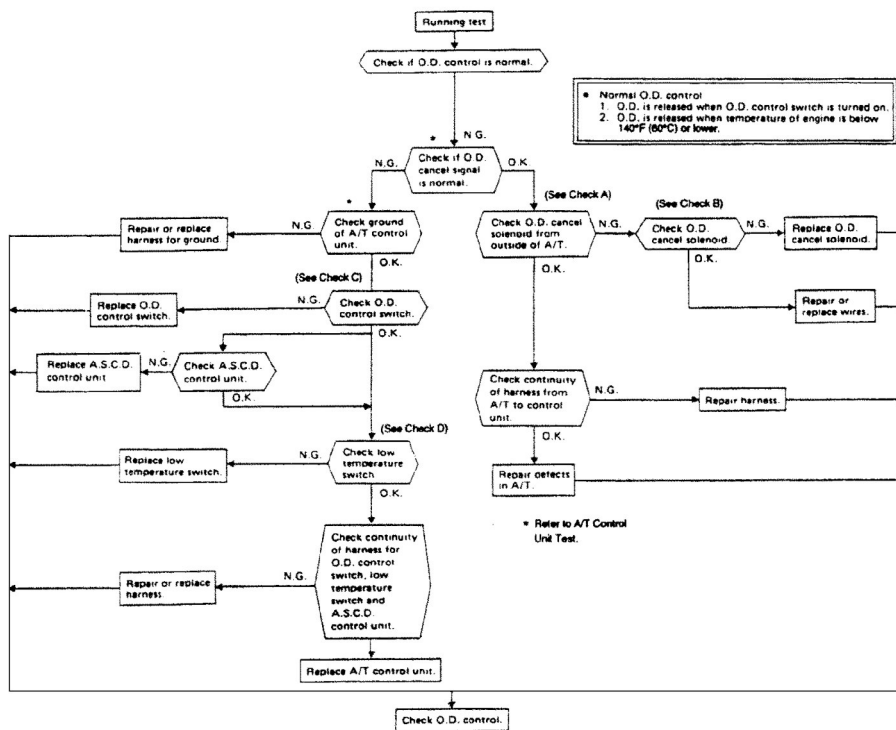 Running test
Check if O.D. control is normal.
* Normal O.D. control
1. O.D. is released when O.D. control switch is turned on.
2. O.D. is released when temperature of engine is below
140°F (60°C) or lower.
N.G.
*
Check if O.D.
cancel signal
is normal.
N.G.
O.K
(See Check A)
(See Check B)
*
Check ground
of A/T control
unit.
N.G.
Repair or replace
harness for ground.
O.K.
Check O.D. cancel
solenoid from
outside of A/T.
N.G.
Check O.D.
cancel solenoid.
N.G.
Replace O.D.
cancel solenoid.
O.K.
O.K.
Repair or
replace wires.
(See Check C)
Check O.D.
control switch.
N.G.
Replace O.D.
control switch.
O.K.
Check A.S.C.D.
control unit.
N.G.
Replace A.S.C.D.
control unit
O.K.
Check continuity
of harness from
A/T to control
unit.
N.G.
Repair harness.
O.K.
Repair defects
in A/T.
(See Check D)
Check low
temperature
switch
N.G.
Replace low
temperature switch.
O.K.
* Refer to A/T Control
Unit Test.
Check continuity
of harness for
O.D. control
switch, low
temperature
switch and
A.S.C.D.
control unit.
N.G.
Repair or replace
harness.
Replace A/T control unit.
Check O.D. control.